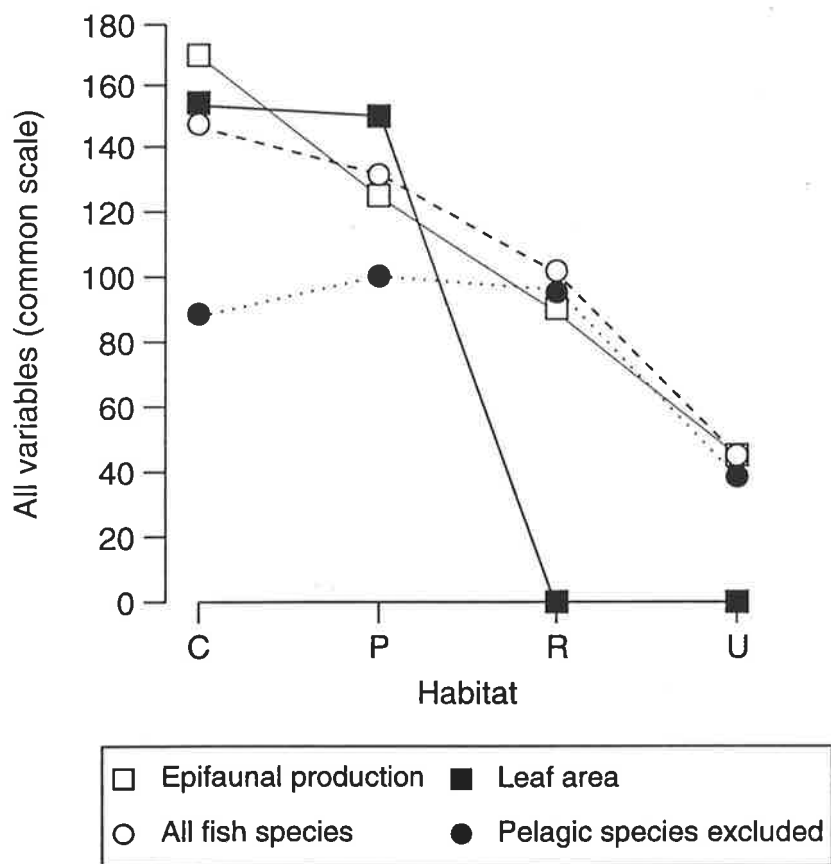 All variables (common scale)
180
160
140
120
100
80
60
40
20
0
C P R U
Habitat
Epifaunal production Leaf area
All fish species Pelagic species excluded